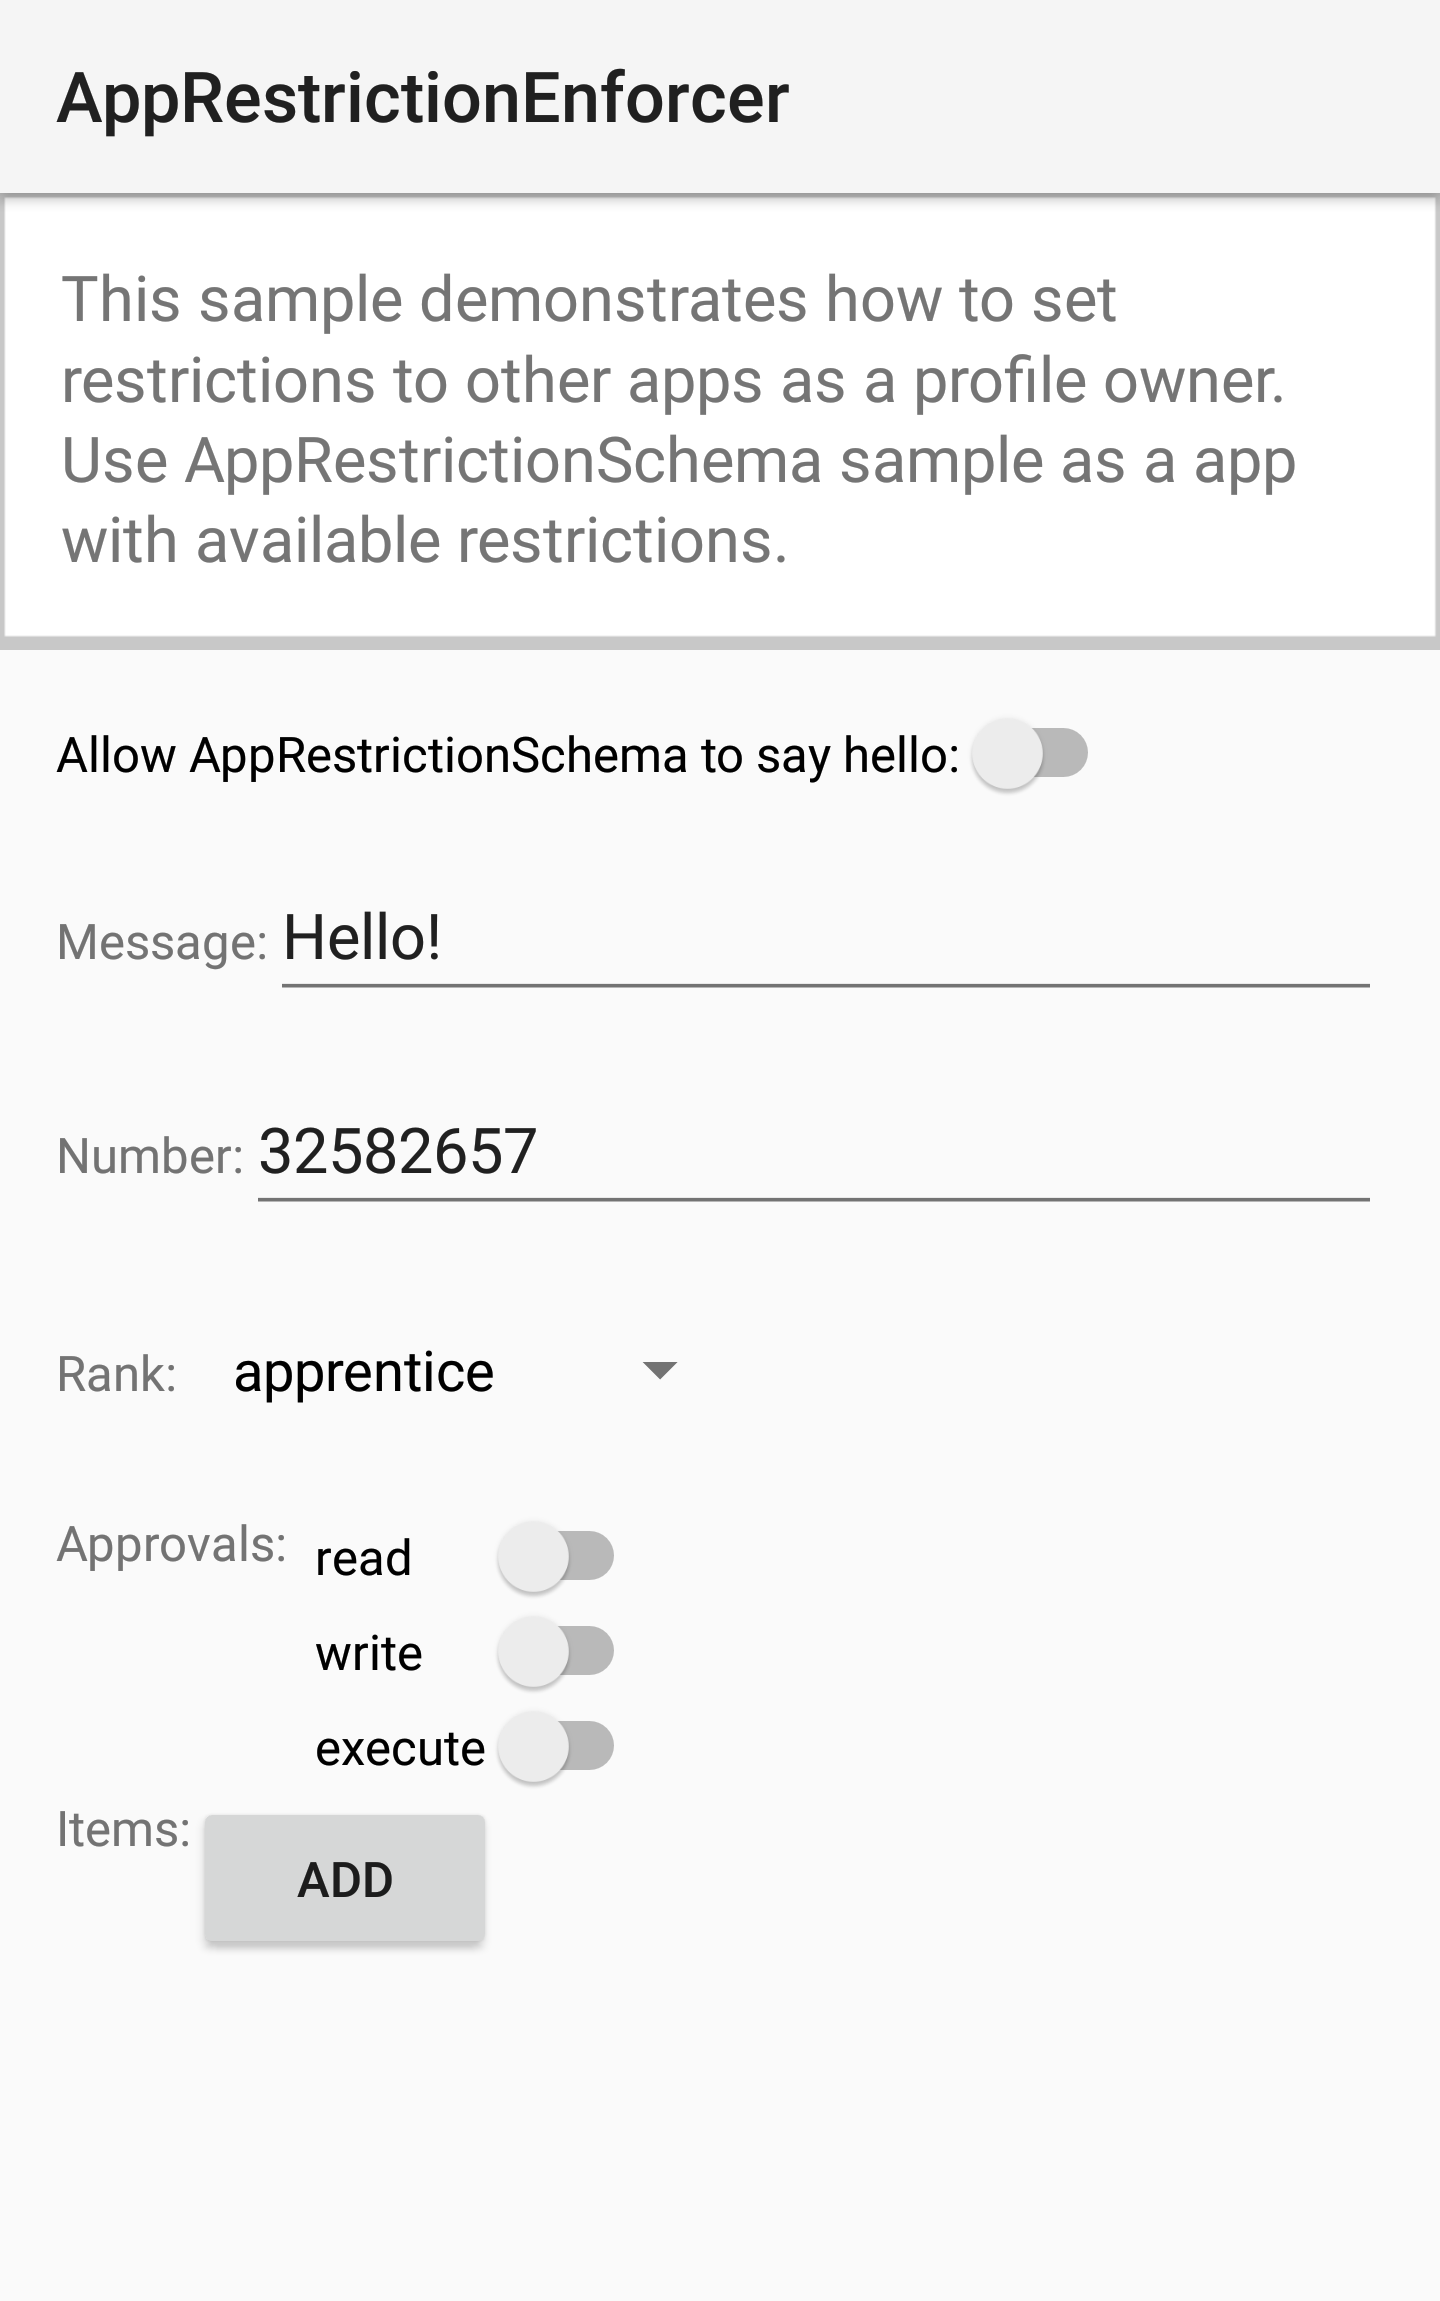 AppRestrictionEnforcer
This sample demonstrates how to set
restrictions to other apps as a profile owner.
Use AppRestrictionSchema sample as a app
with available restrictions.
Allow AppRestrictionSchema to say hello:
Message: Hello!
Number: 32582657
Rank: apprentice
Approvals: read
write
execute
Items: ADD